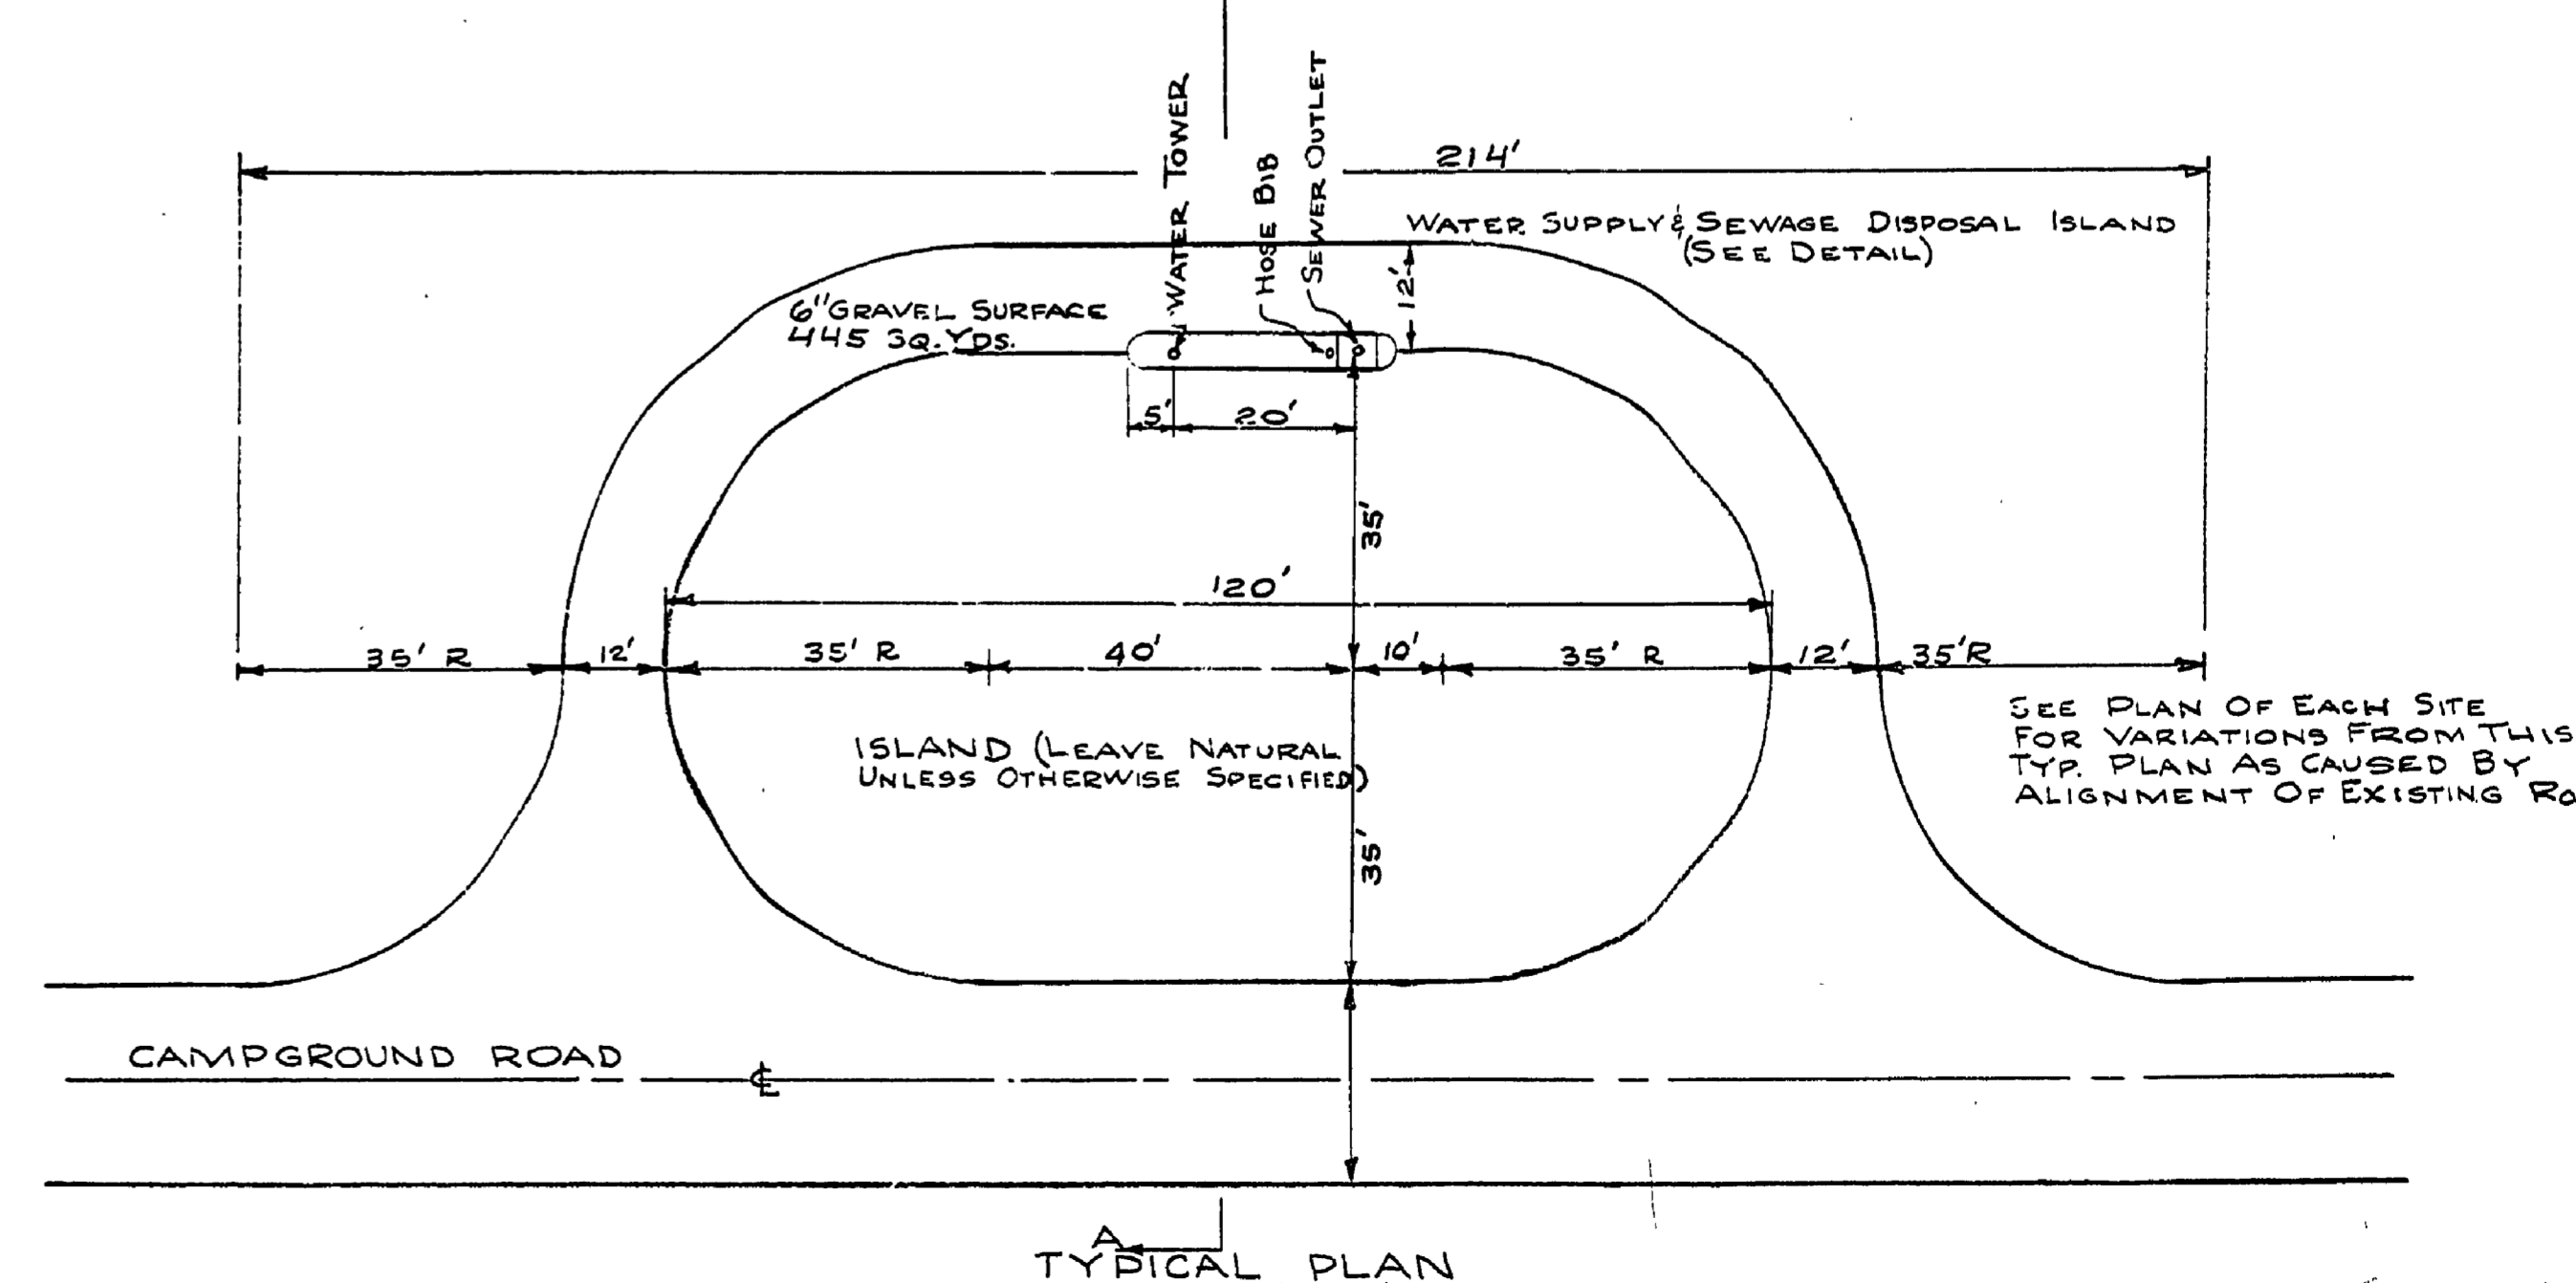 WATER TOWER
HOSE BIB
SEWER OUTLET
214'
WATER SUPPLY & SEWAGE DISPOSAL ISLAND
(SEE DETAIL)
12'
6" GRAVEL SURFACE
445 SQ. YDS.
5'
20'
35'
120'
35' R
12'
35' R
40'
10'
35' R
12'
35'R
SEE PLAN OF EACH SITE
FOR VARIATIONS FROM THIS
TYP. PLAN AS CAUSED BY
ALIGNMENT OF EXISTING
ISLAND (LEAVE NATURAL
UNLESS OTHERWISE SPECIFIED)
35'
CAMPGROUND ROAD
℄
A
TYPICAL PLAN